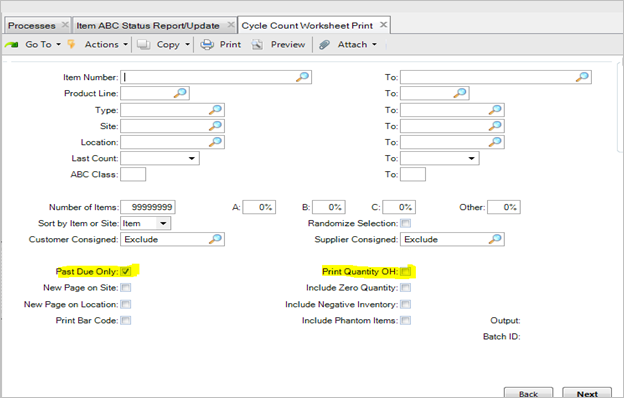 Processes Item ABC Status Report/Update Cycle Count Worksheet Print
Go To Actions Copy Print Preview Attach
Item Number: To:
Product Line: To:
Type: To:
Site: To:
Location: To:
Last Count: To:
ABC Class: To:
Number of Items: 99999999 A: 0% B: 0% C: 0% Other: 0%
Sort by Item or Site: Item Randomize Selection:
Customer Consigned: Exclude Supplier Consigned: Exclude
Past Due Only: Print Quantity OH:
New Page on Site: Include Zero Quantity:
New Page on Location: Include Negative Inventory:
Print Bar Code: Include Phantom Items: Output:
Batch ID:
Back Next